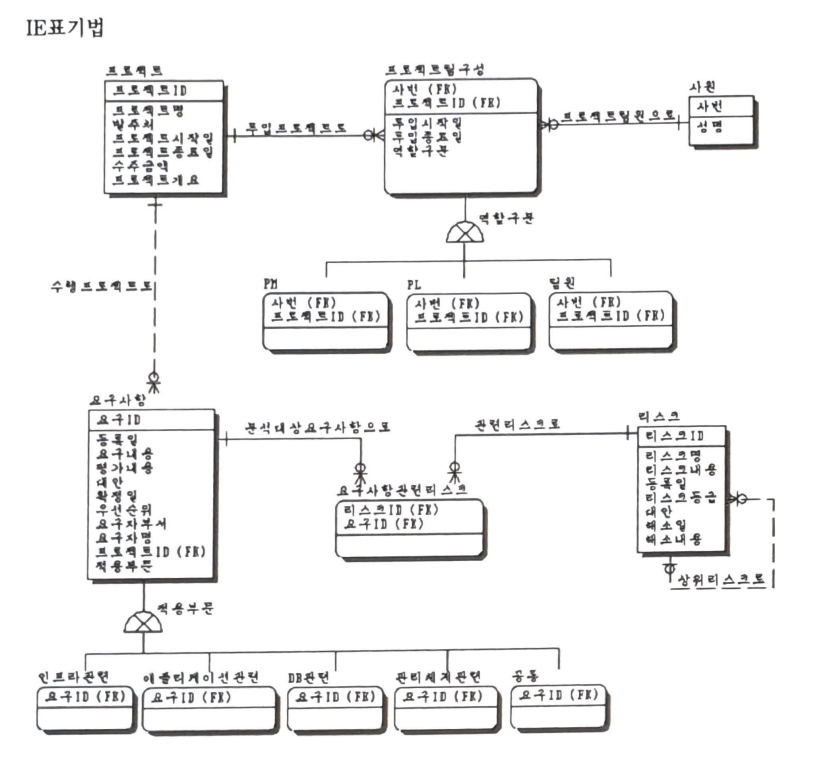 IE표기법
프로젝트
프로젝트ID
프로젝트명
발주처
프로젝트시작일
프로젝트종료일
수주금액
프로젝트개요
투입프로젝트로
프로젝트팀구성
사번 (FK)
프로젝트ID (FK)
투입시작일
투입종료일
역할구분
프로젝트팀원으로
사원
사번
성명
역할구분
PM
사번 (FK)
프로젝트ID (FK)
PL
사번 (FK)
프로젝트ID (FK)
팀원
사번 (FK)
프로젝트ID (FK)
수행프로젝트로
요구사항
요구ID
등록일
요구내용
평가내용
대안
확정일
우선순위
요구자부서
요구자명
프로젝트ID (FK)
적용부문
분석대상요구사항으로
관련리스크로
요구사항관련리스크
리스크ID (FK)
요구ID (FK)
리스크
리스크ID
리스크명
리스크내용
등록일
리스크등급
대안
해소일
해소내용
상위리스크로
적용부문
인프라관련
요구ID (FK)
애플리케이션관련
요구ID (FK)
DB관련
요구ID (FK)
관리체계관련
요구ID (FK)
공통
요구ID (FK)